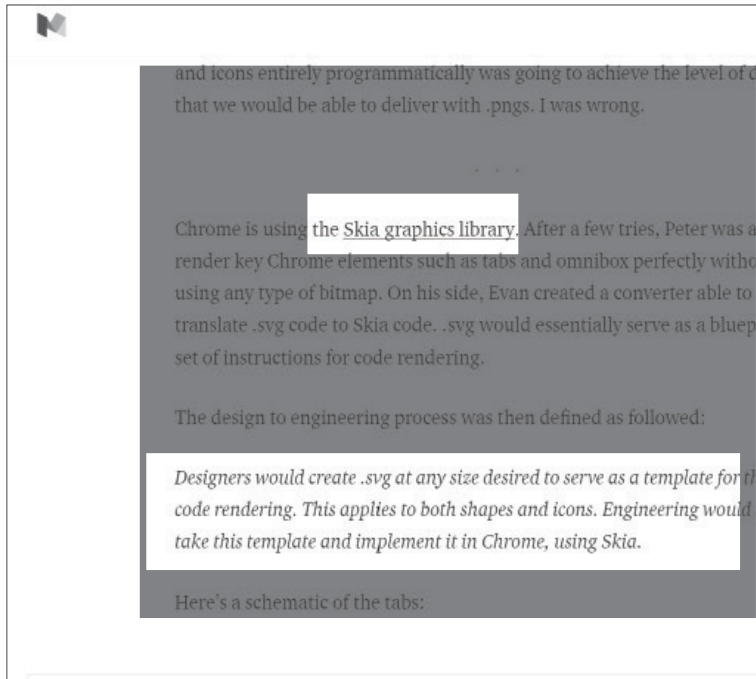 and icons entirely programmatically was going to achieve the level of
that we would be able to deliver with .pngs. I was wrong.
. . .
Chrome is using the Skia graphics library. After a few tries, Peter was
render key Chrome elements such as tabs and omnibox perfectly
using any type of bitmap. On his side, Evan created a converter able to
translate .svg code to Skia code. .svg would essentially serve as a
set of instructions for code rendering.
The design to engineering process was then defined as followed:
Designers would create .svg at any size desired to serve as a template for
code rendering. This applies to both shapes and icons. Engineering would
take this template and implement it in Chrome, using Skia.
Here's a schematic of the tabs: